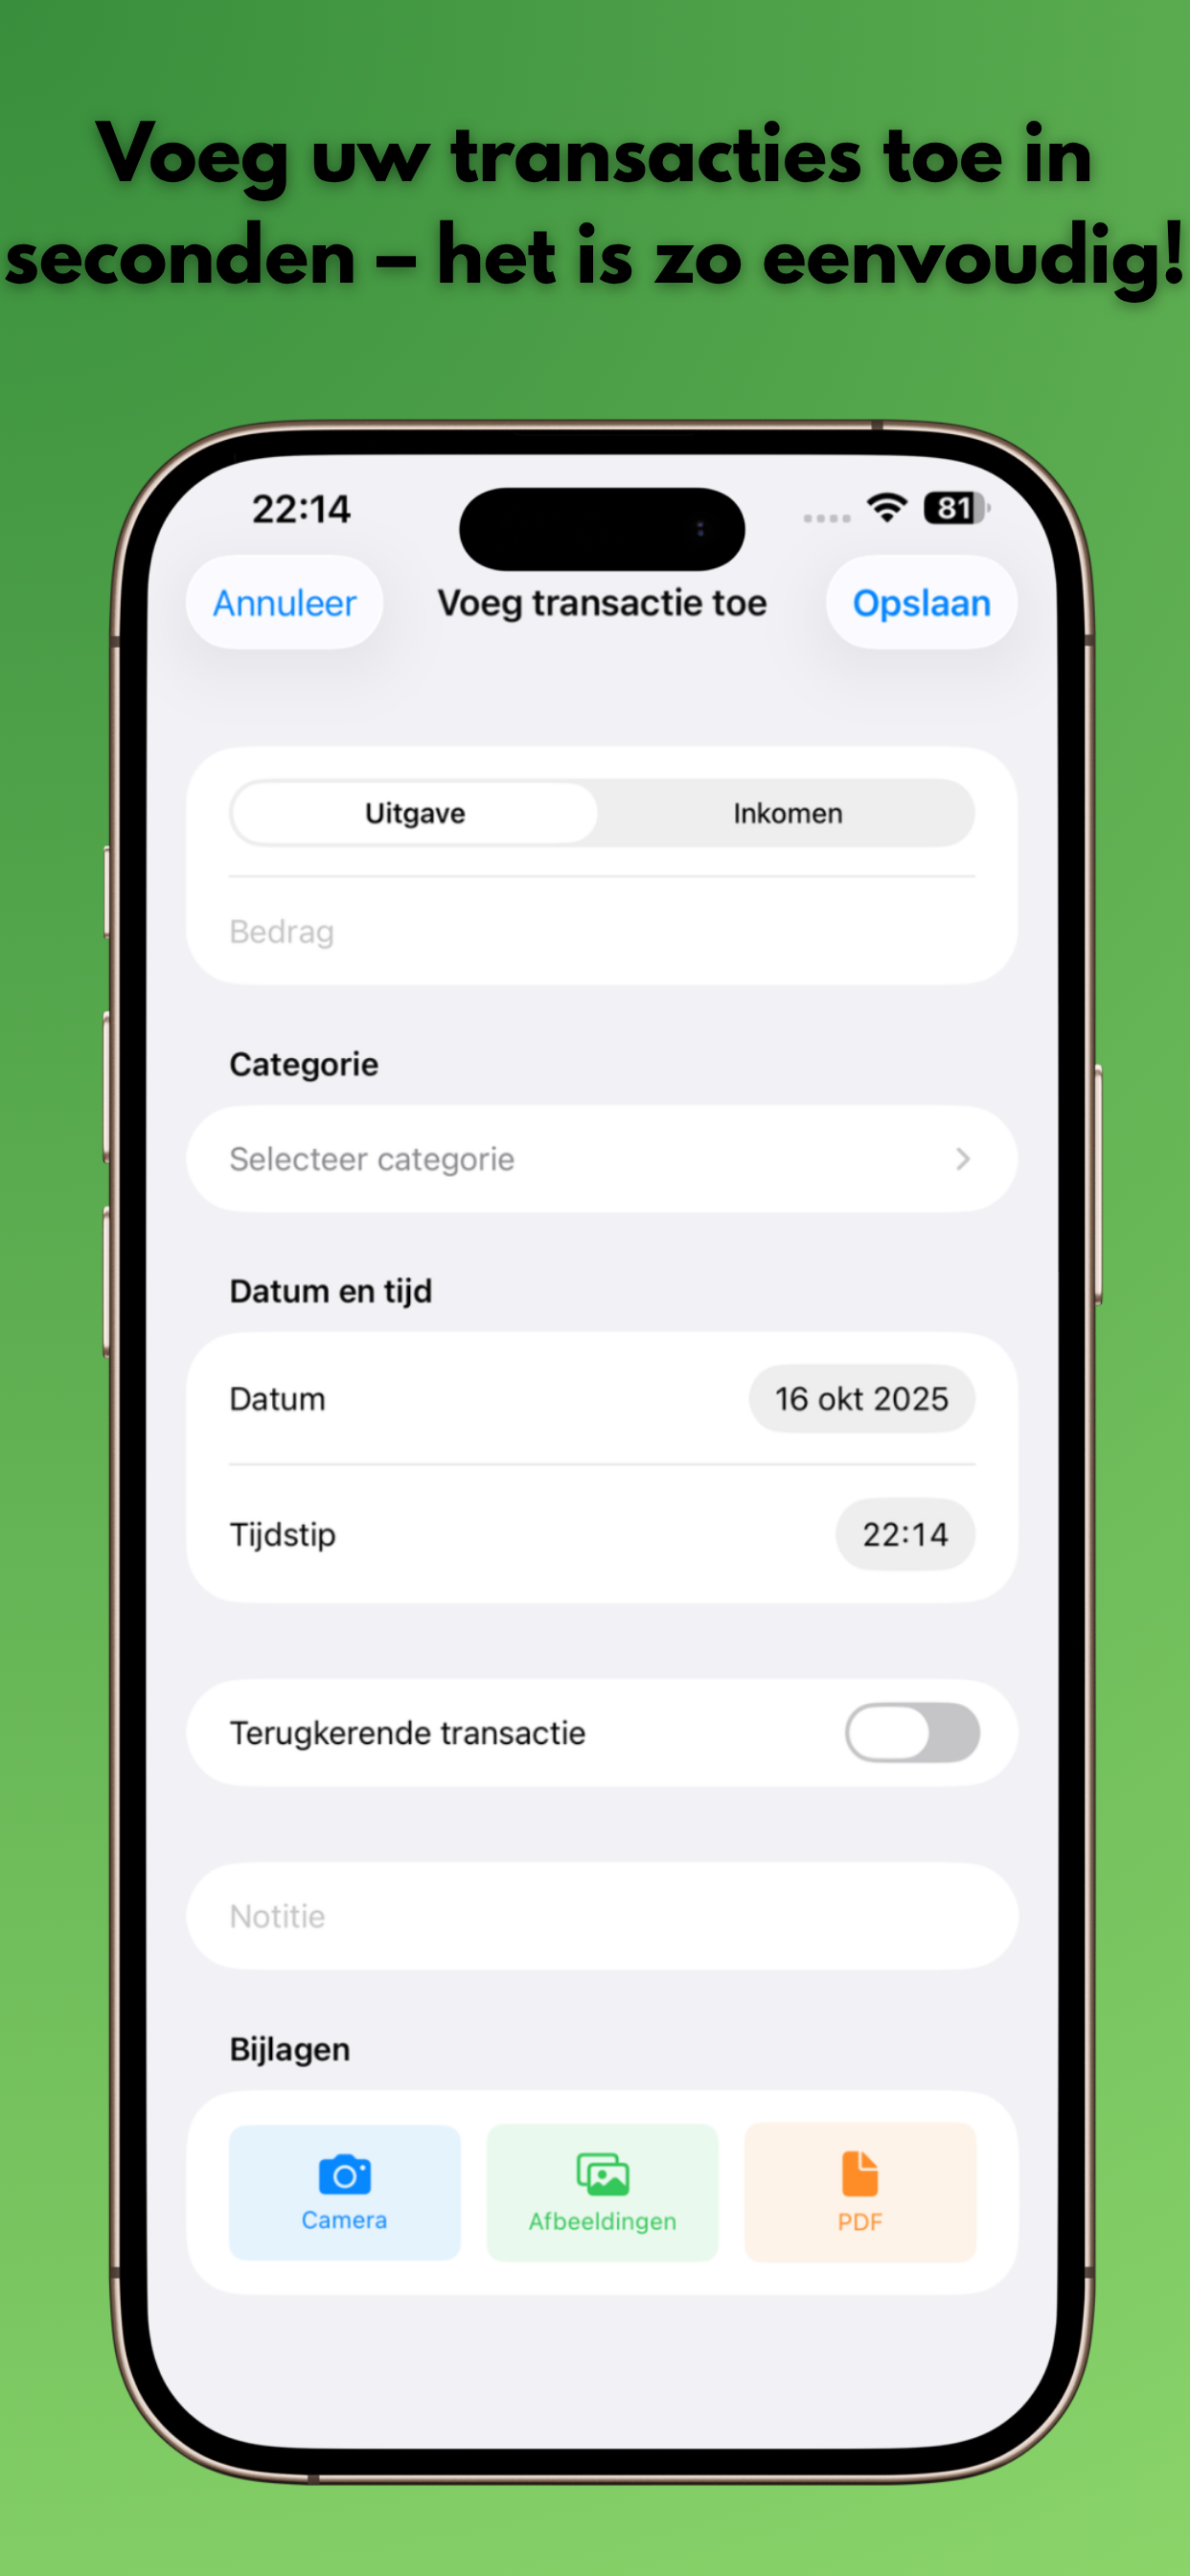 Voeg uw transacties toe in
seconden – het is zo eenvoudig!
22:14
81
Annuleer
Voeg transactie toe
Opslaan
Uitgave
Inkomen
Bedrag
Categorie
Selecteer categorie
Datum en tijd
Datum
16 okt 2025
Tijdstip
22:14
Terugkerende transactie
Notitie
Bijlagen
Camera
Afbeeldingen
PDF